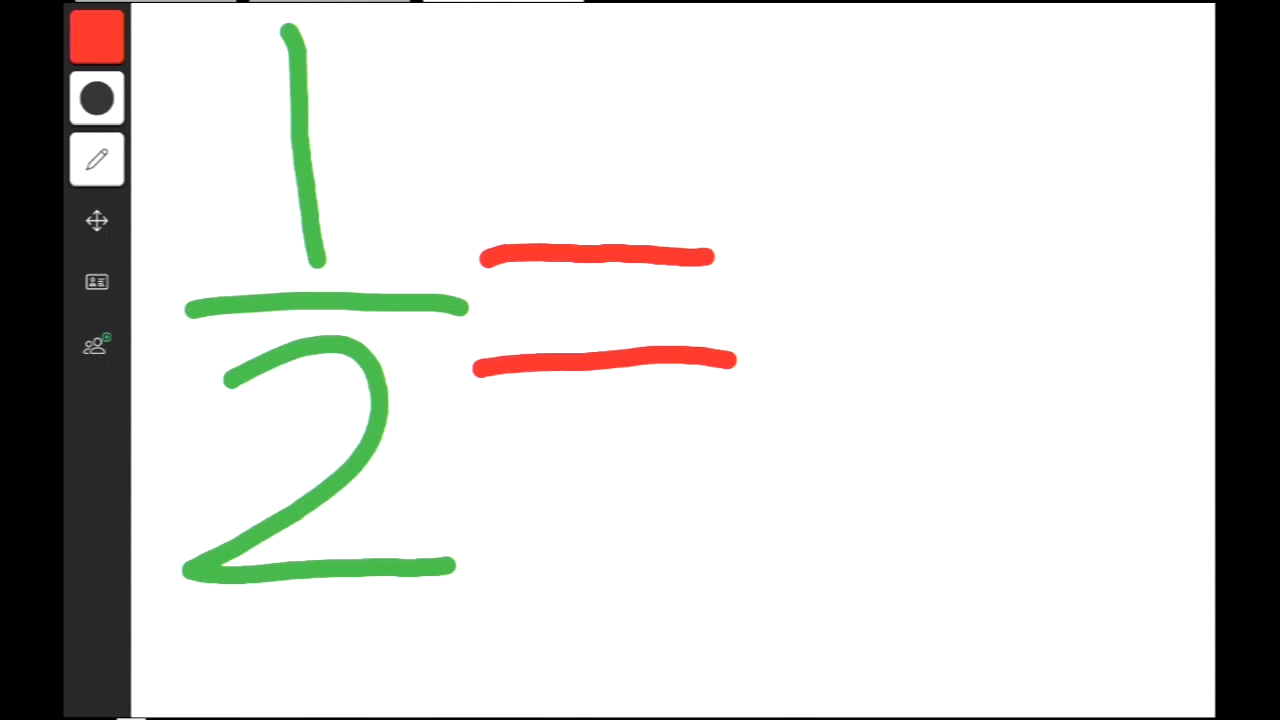 1/2 =